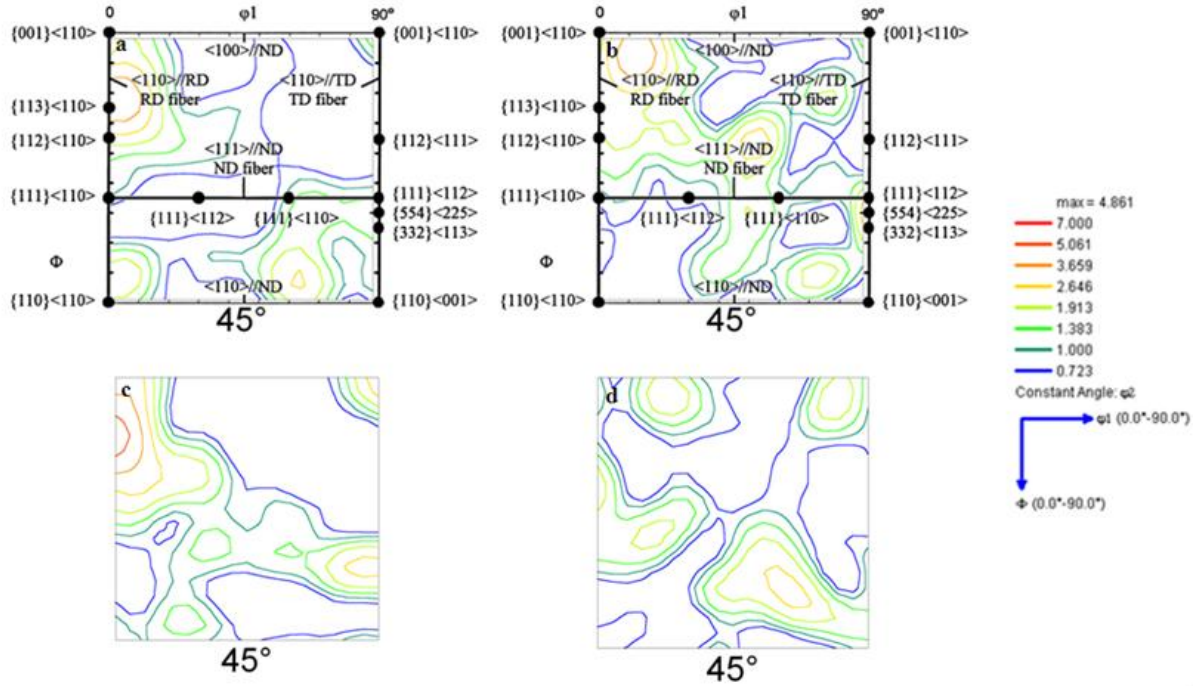 0 φ1 90°
{001}<110> a <100>//ND {001}<110>
<110>//RD <110>//TD
RD fiber TD fiber
{113}<110>
{112}<110> {112}<111>
<111>//ND
ND fiber
{111}<110> {111}<112>
{111}<112> {111}<110> {554}<225>
{332}<113>
Φ
<110>//ND
{110}<110> {110}<001>
45°
0 φ1 90°
{001}<110> b <100>//ND {001}<110>
<110>//RD <110>//TD
RD fiber TD fiber
{113}<110>
{112}<110> {112}<111>
<111>//ND
ND fiber
{111}<110> {111}<112>
{111}<112> {111}<110> {554}<225>
{332}<113>
Φ
<110>//ND
{110}<110> {110}<001>
45°
c
45°
d
45°
max = 4.861
7.000
5.061
3.659
2.646
1.913
1.383
1.000
0.723
Constant Angle: φ2
φ1 (0.0°-90.0°)
Φ (0.0°-90.0°)